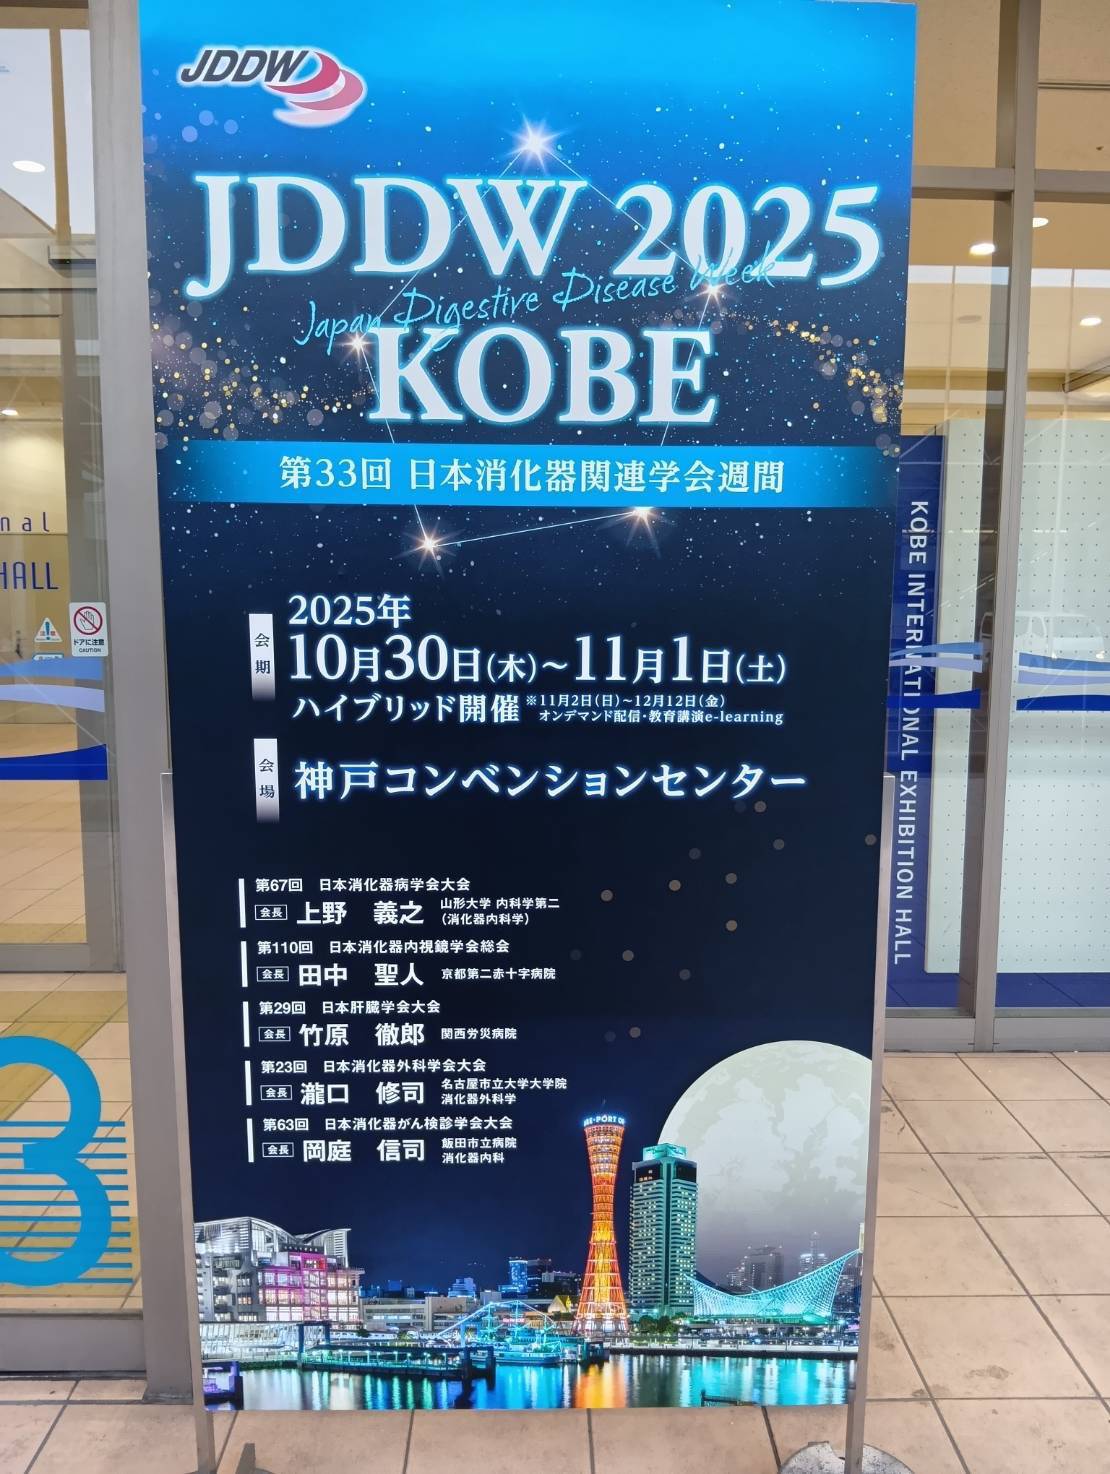 JDDW
JDDW 2025
Japan Digestive Disease Week
KOBE
第33回 日本消化器関連学会週間
会期
2025年
10月30日(木)～11月1日(土)
ハイブリッド開催 ※11月2日(日)～12月12日(金)
オンデマンド配信・教育講演e-learning
会場
神戸コンベンションセンター
第67回 日本消化器病学会大会
会長 上野 義之 山形大学 内科学第二
(消化器内科学)
第110回 日本消化器内視鏡学会総会
会長 田中 聖人 京都第二赤十字病院
第29回 日本肝臓学会大会
会長 竹原 徹郎 関西労災病院
第23回 日本消化器外科学会大会
会長 瀧口 修司 名古屋市立大学大学院
消化器外科学
第63回 日本消化器がん検診学会大会
会長 岡庭 信司 飯田市立病院
消化器内科
nal
HALL
注意
ドアに注意
CAUTION
3
KOBE INTERNATIONAL EXHIBITION HALL